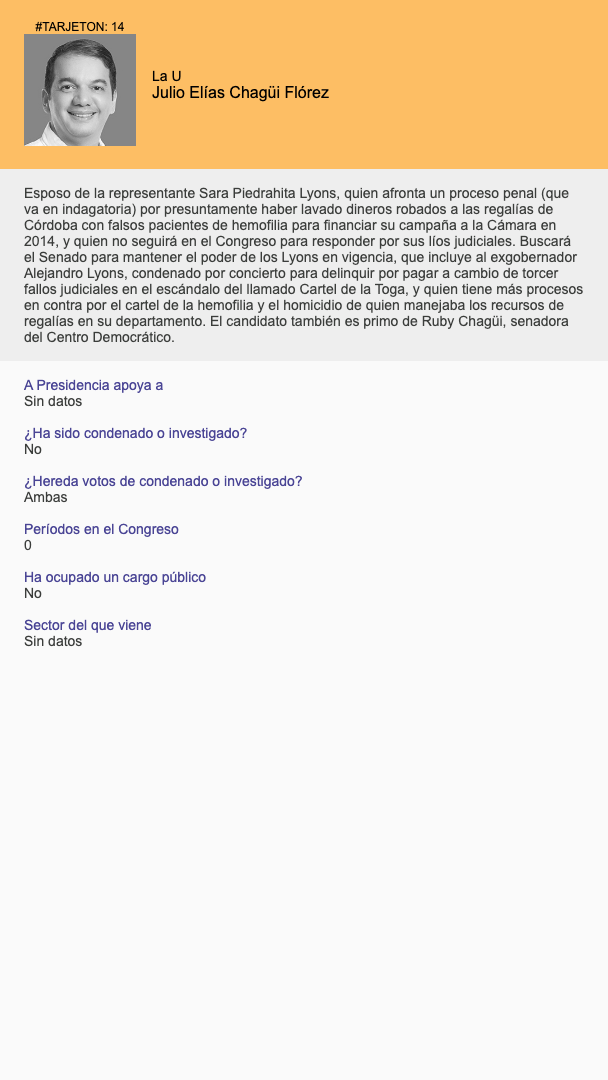 #TARJETON: 14
La U
Julio Elías Chagüi Flórez
Esposo de la representante Sara Piedrahita Lyons, quien afronta un proceso penal (que
va en indagatoria) por presuntamente haber lavado dineros robados a las regalías de
Córdoba con falsos pacientes de hemofilia para financiar su campaña a la Cámara en
2014, y quien no seguirá en el Congreso para responder por sus líos judiciales. Buscará
el Senado para mantener el poder de los Lyons en vigencia, que incluye al exgobernador
Alejandro Lyons, condenado por concierto para delinquir por pagar a cambio de torcer
fallos judiciales en el escándalo del llamado Cartel de la Toga, y quien tiene más procesos
en contra por el cartel de la hemofilia y el homicidio de quien manejaba los recursos de
regalías en su departamento. El candidato también es primo de Ruby Chagüi, senadora
del Centro Democrático.
A Presidencia apoya a
Sin datos
¿Ha sido condenado o investigado?
No
¿Hereda votos de condenado o investigado?
Ambas
Períodos en el Congreso
0
Ha ocupado un cargo público
No
Sector del que viene
Sin datos